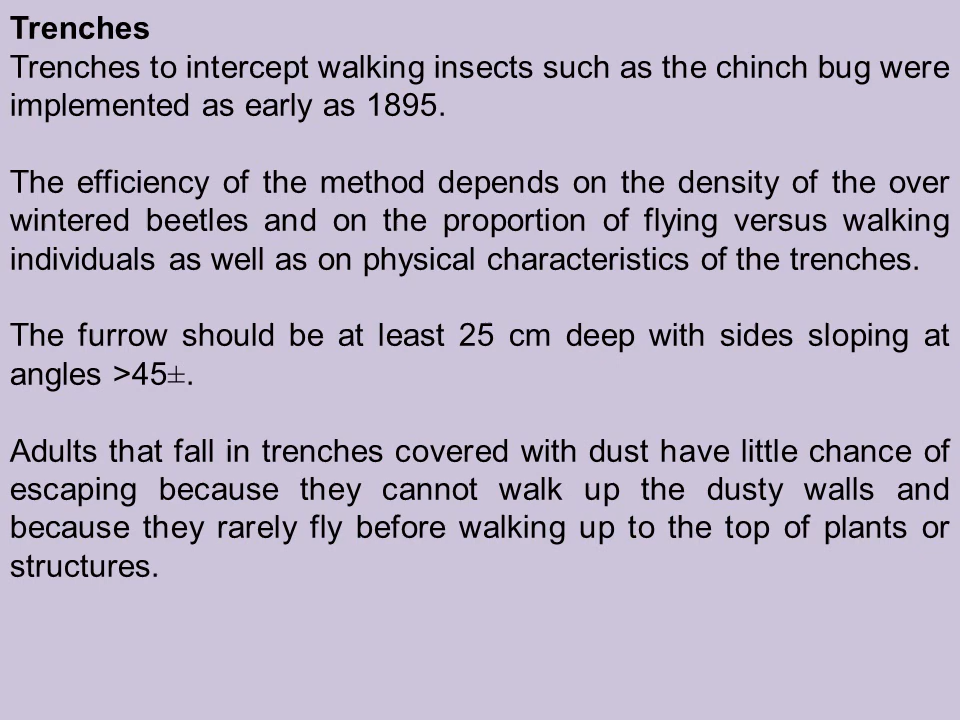 Trenches
Trenches to intercept walking insects such as the chinch bug were
implemented as early as 1895.
The efficiency of the method depends on the density of the over
wintered beetles and on the proportion of flying versus walking
individuals as well as on physical characteristics of the trenches.
The furrow should be at least 25 cm deep with sides sloping at
angles >45±.
Adults that fall in trenches covered with dust have little chance of
escaping because they cannot walk up the dusty walls and
because they rarely fly before walking up to the top of plants or
structures.